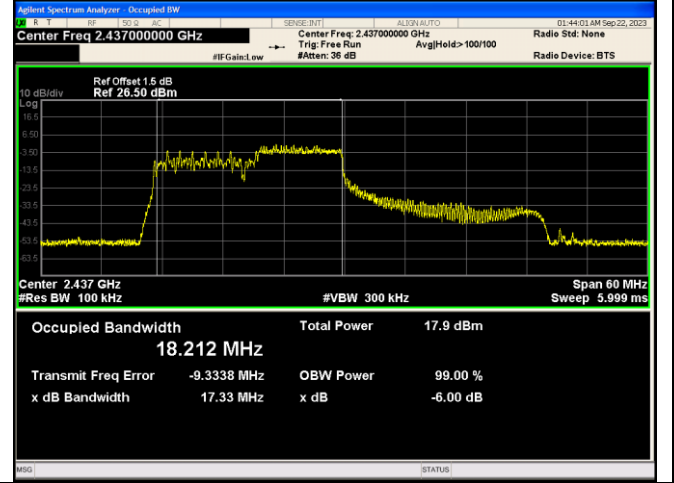 Agilent Spectrum Analyzer - Occupied BW
R T RF 50 Ω AC SENSE:INT ALIGN AUTO 01:44:01 AM Sep 22, 2023
Center Freq 2.437000000 GHz Center Freq: 2.437000000 GHz Radio Std: None
Trig: Free Run Avg|Hold:> 100/100
#IFGain:Low #Atten: 36 dB Radio Device: BTS
Ref Offset 1.5 dB
10 dB/div Ref 26.50 dBm
Log
16.5
6.50
-3.50
-13.5
-23.5
-33.5
-43.5
-53.5
-63.5
Center 2.437 GHz Span 60 MHz
#Res BW 100 kHz #VBW 300 kHz Sweep 5.999 ms
Occupied Bandwidth Total Power 17.9 dBm
18.212 MHz
Transmit Freq Error -9.3338 MHz OBW Power 99.00 %
x dB Bandwidth 17.33 MHz x dB -6.00 dB
MSG STATUS